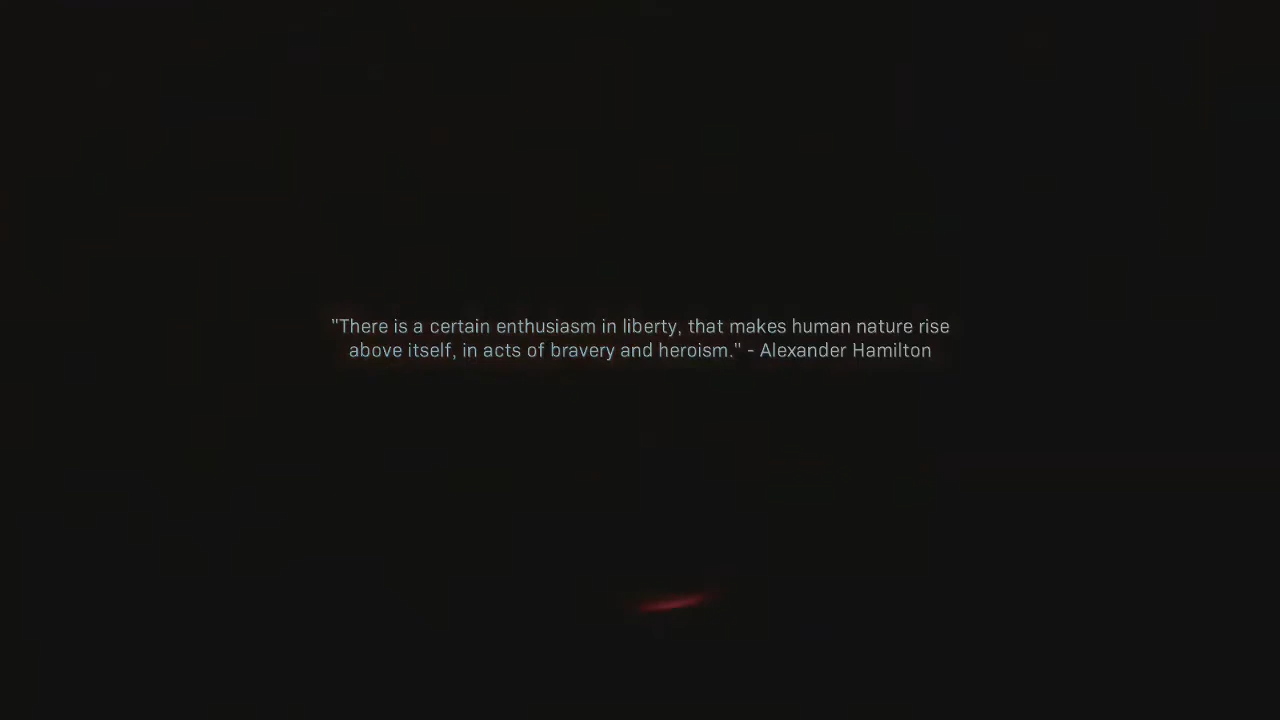 "There is a certain enthusiasm in liberty, that makes human nature rise
above itself, in acts of bravery and heroism." - Alexander Hamilton